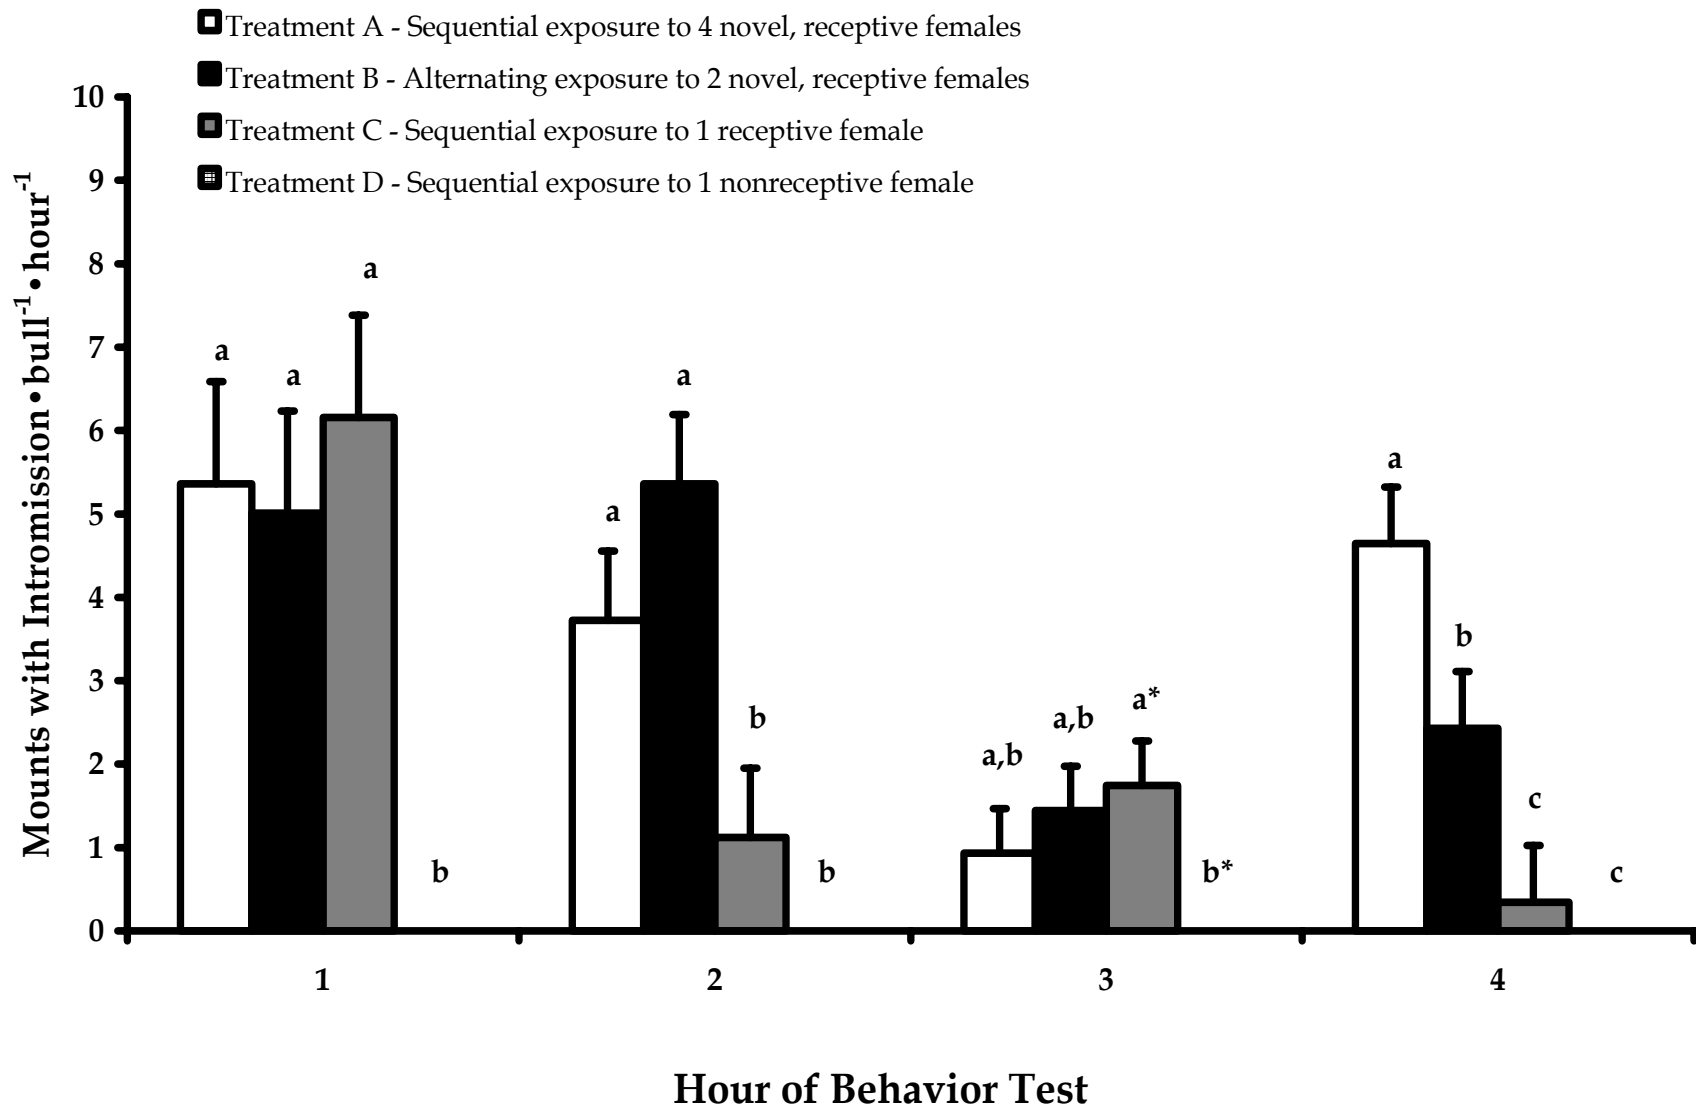 Treatment A - Sequential exposure to 4 novel, receptive females
Treatment B - Alternating exposure to 2 novel, receptive females
Treatment C - Sequential exposure to 1 receptive female
Treatment D - Sequential exposure to 1 nonreceptive female
Mounts with Intromission•bull⁻¹•hour⁻¹
10
9
8
7
6
5
4
3
2
1
0
a
a
a
b
a
a
b
b
a,b
a,b
a*
b*
a
b
c
c
1 2 3 4
Hour of Behavior Test